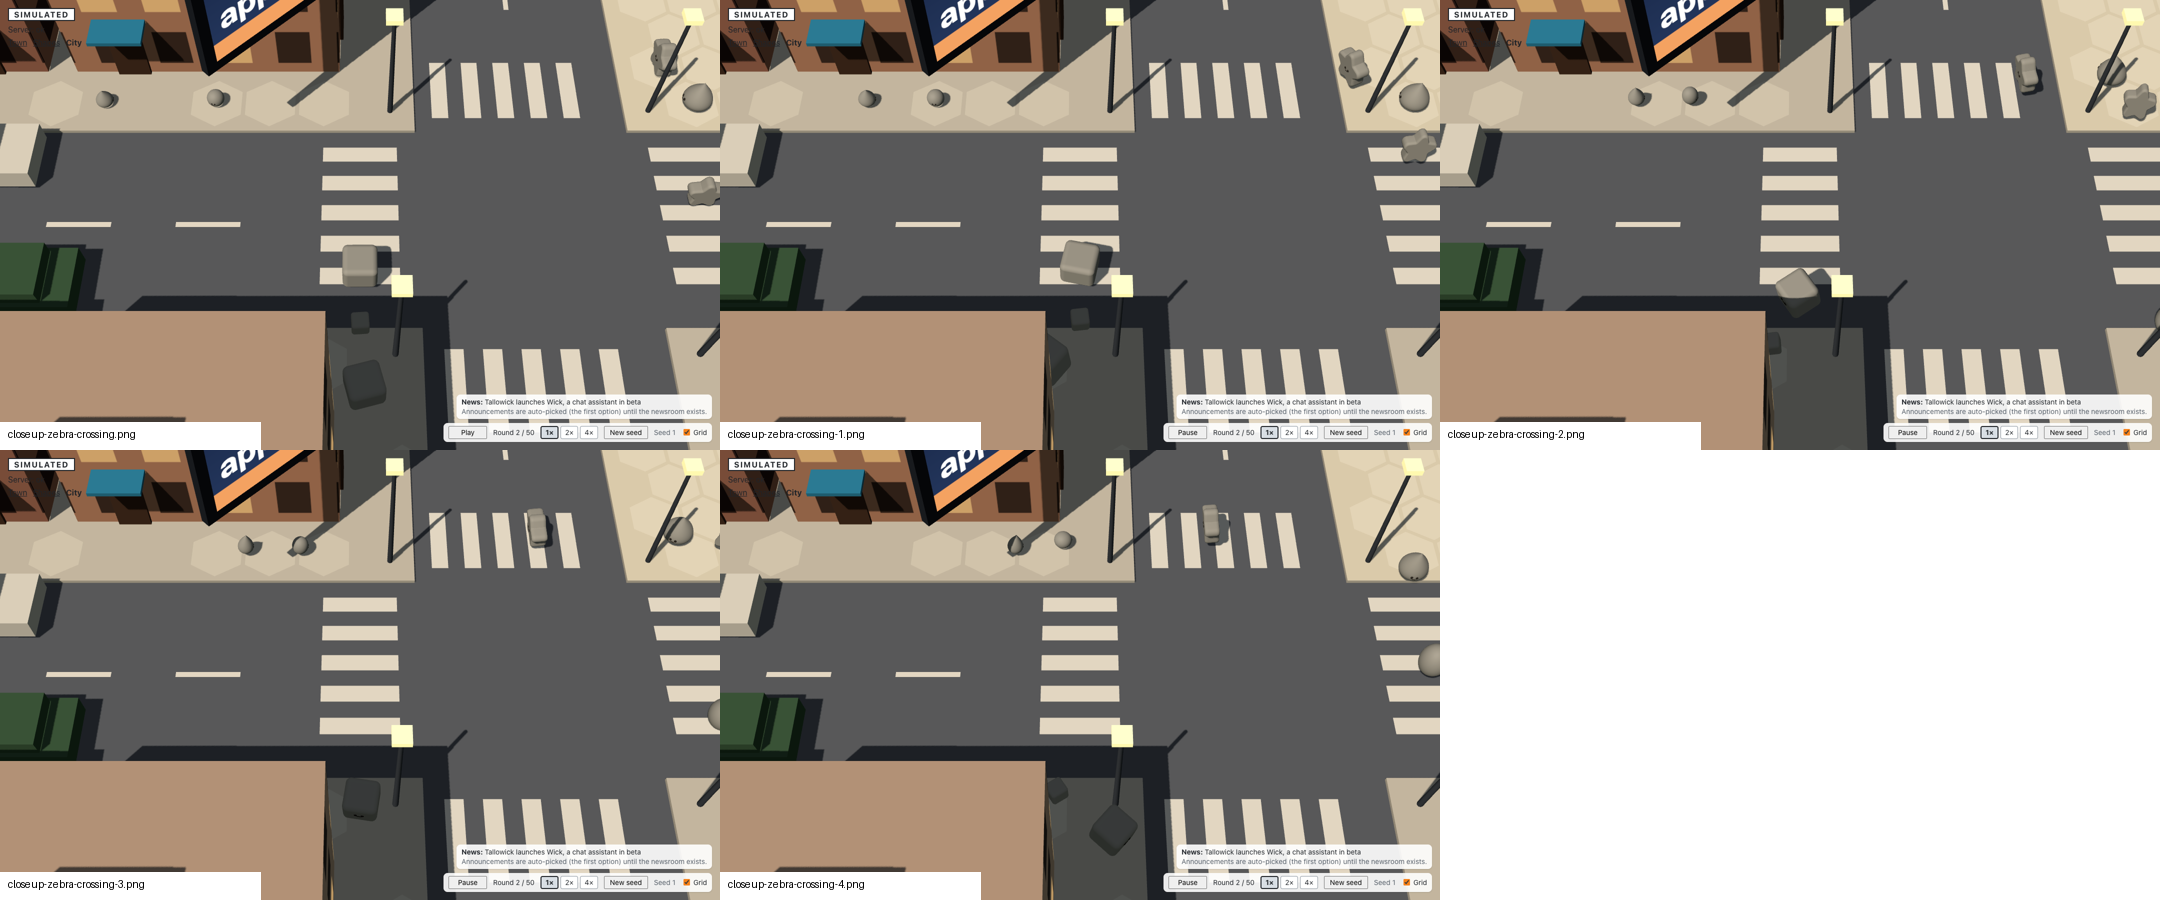 SIMULATED
City
app
News: Tallowick launches Wick, a chat assistant in beta
Announcements are auto-picked (the first option) until the newsroom exists.
closeup-zebra-crossing.png
Play Round 2 / 50 1× 2× 4× New seed Seed 1 Grid
SIMULATED
City
app
News: Tallowick launches Wick, a chat assistant in beta
Announcements are auto-picked (the first option) until the newsroom exists.
closeup-zebra-crossing-1.png
Pause Round 2 / 50 1× 2× 4× New seed Seed 1 Grid
SIMULATED
City
app
News: Tallowick launches Wick, a chat assistant in beta
Announcements are auto-picked (the first option) until the newsroom exists.
closeup-zebra-crossing-2.png
Pause Round 2 / 50 1× 2× 4× New seed Seed 1 Grid
SIMULATED
City
app
News: Tallowick launches Wick, a chat assistant in beta
Announcements are auto-picked (the first option) until the newsroom exists.
closeup-zebra-crossing-3.png
Pause Round 2 / 50 1× 2× 4× New seed Seed 1 Grid
SIMULATED
City
app
News: Tallowick launches Wick, a chat assistant in beta
Announcements are auto-picked (the first option) until the newsroom exists.
closeup-zebra-crossing-4.png
Pause Round 2 / 50 1× 2× 4× New seed Seed 1 Grid